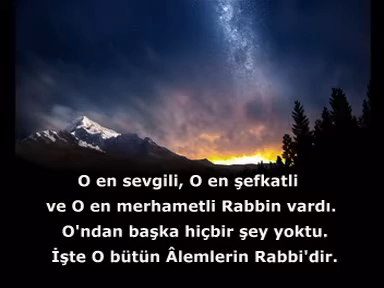 O en sevgili, O en şefkatli
ve O en merhametli Rabbin vardı.
O'ndan başka hiçbir şey yoktu.
İşte O bütün Âlemlerin Rabbi'dir.